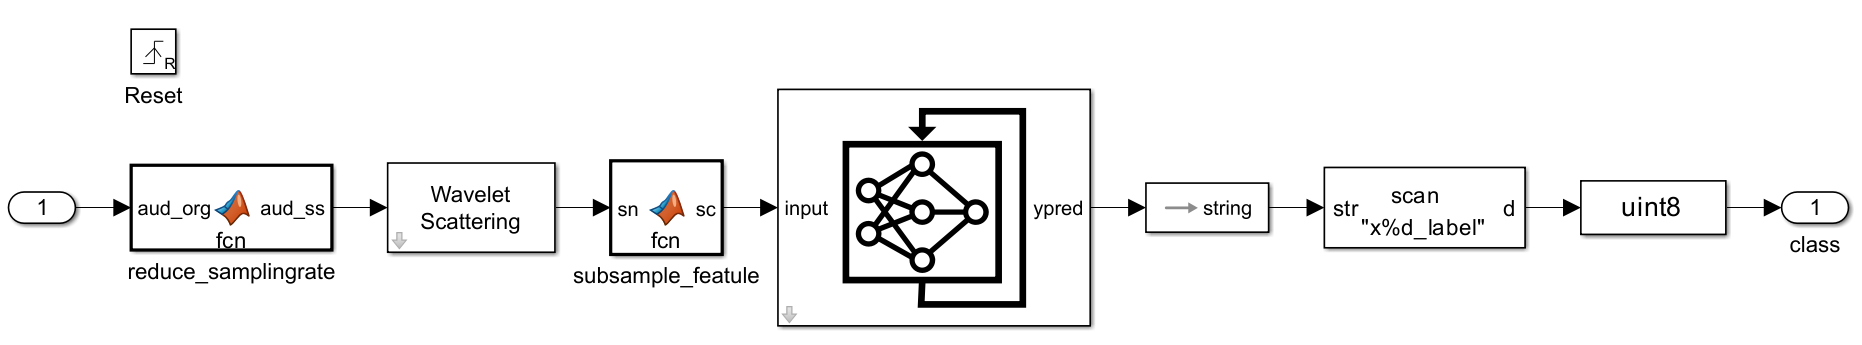 R
Reset
1
aud_org
aud_ss
fcn
reduce_samplingrate
Wavelet
Scattering
sn
sc
fcn
subsample_featule
input
ypred
string
str
scan
"x%d_label"
d
uint8
1
class